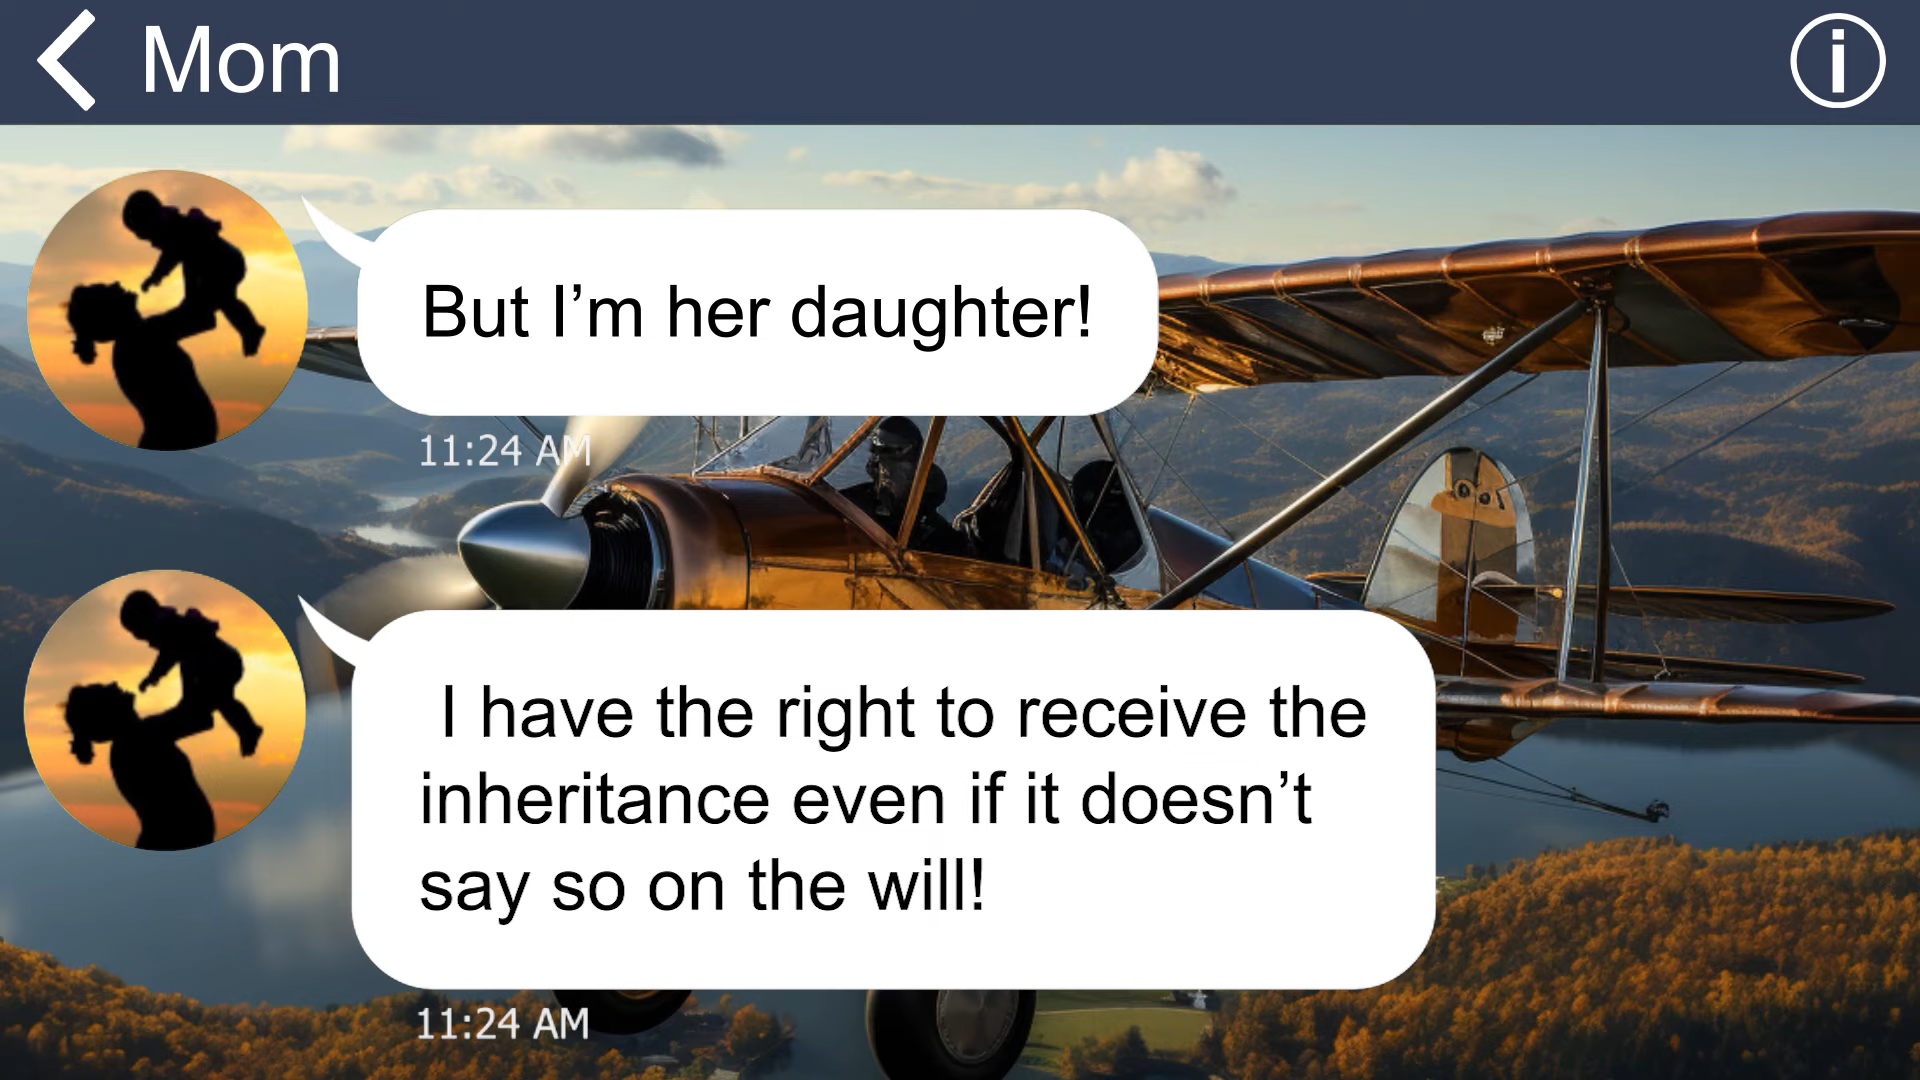 Mom
But I’m her daughter!
11:24 AM
I have the right to receive the
inheritance even if it doesn’t
say so on the will!
11:24 AM